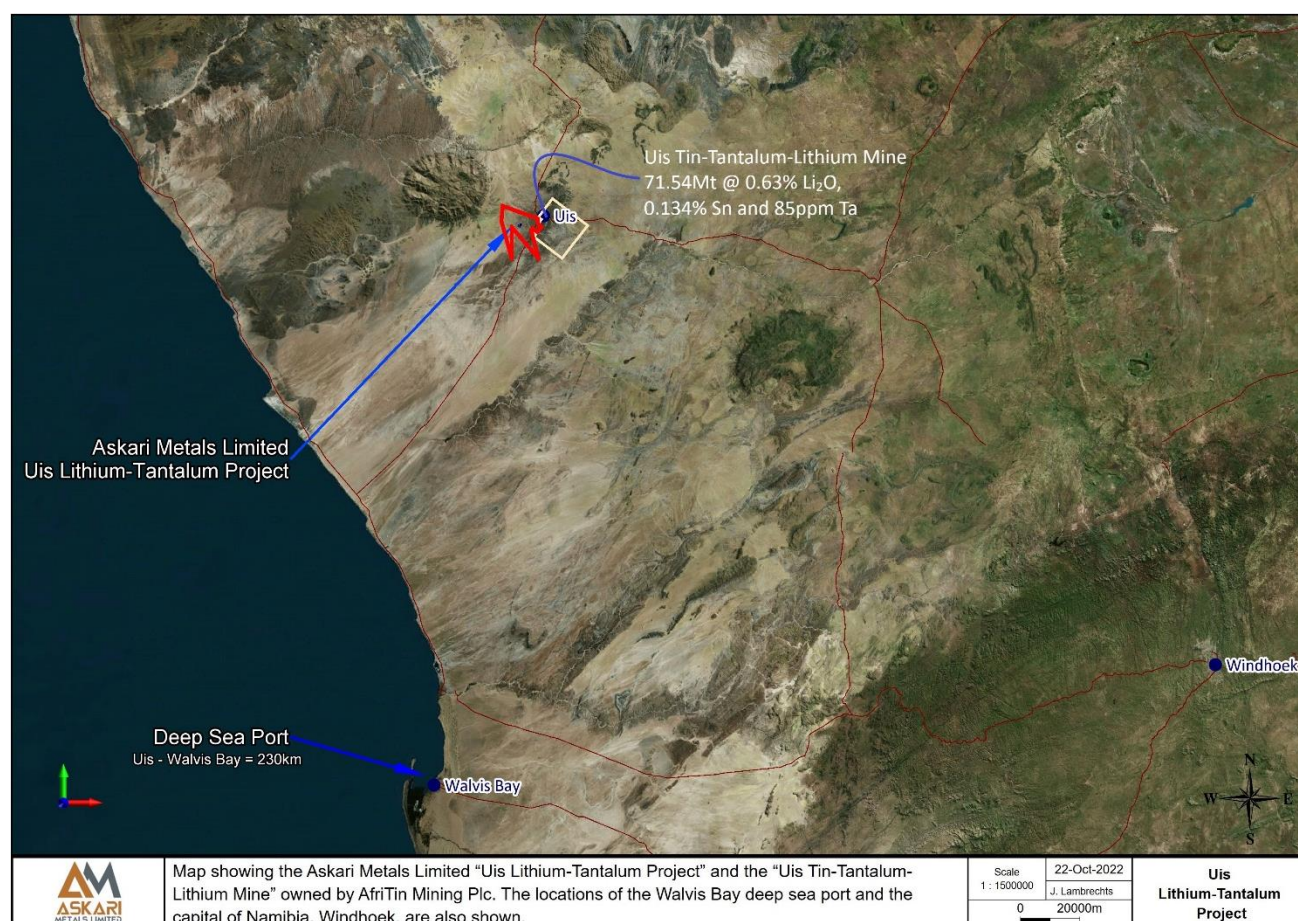 Uis Tin-Tantalum-Lithium Mine
71.54Mt @ 0.63% Li₂O,
0.134% Sn and 85ppm Ta
Uis
Askari Metals Limited
Uis Lithium-Tantalum Project
Windhoek
Deep Sea Port
Uis - Walvis Bay = 230km
Walvis Bay
N
W E
S
AM
ASKARI
METALS LIMITED
Map showing the Askari Metals Limited “Uis Lithium-Tantalum Project” and the “Uis Tin-Tantalum-
Lithium Mine” owned by AfriTin Mining Plc. The locations of the Walvis Bay deep sea port and the
capital of Namibia, Windhoek, are also shown
Scale
1 : 1500000
22-Oct-2022
J. Lambrechts
0 20000m
Uis
Lithium-Tantalum
Project